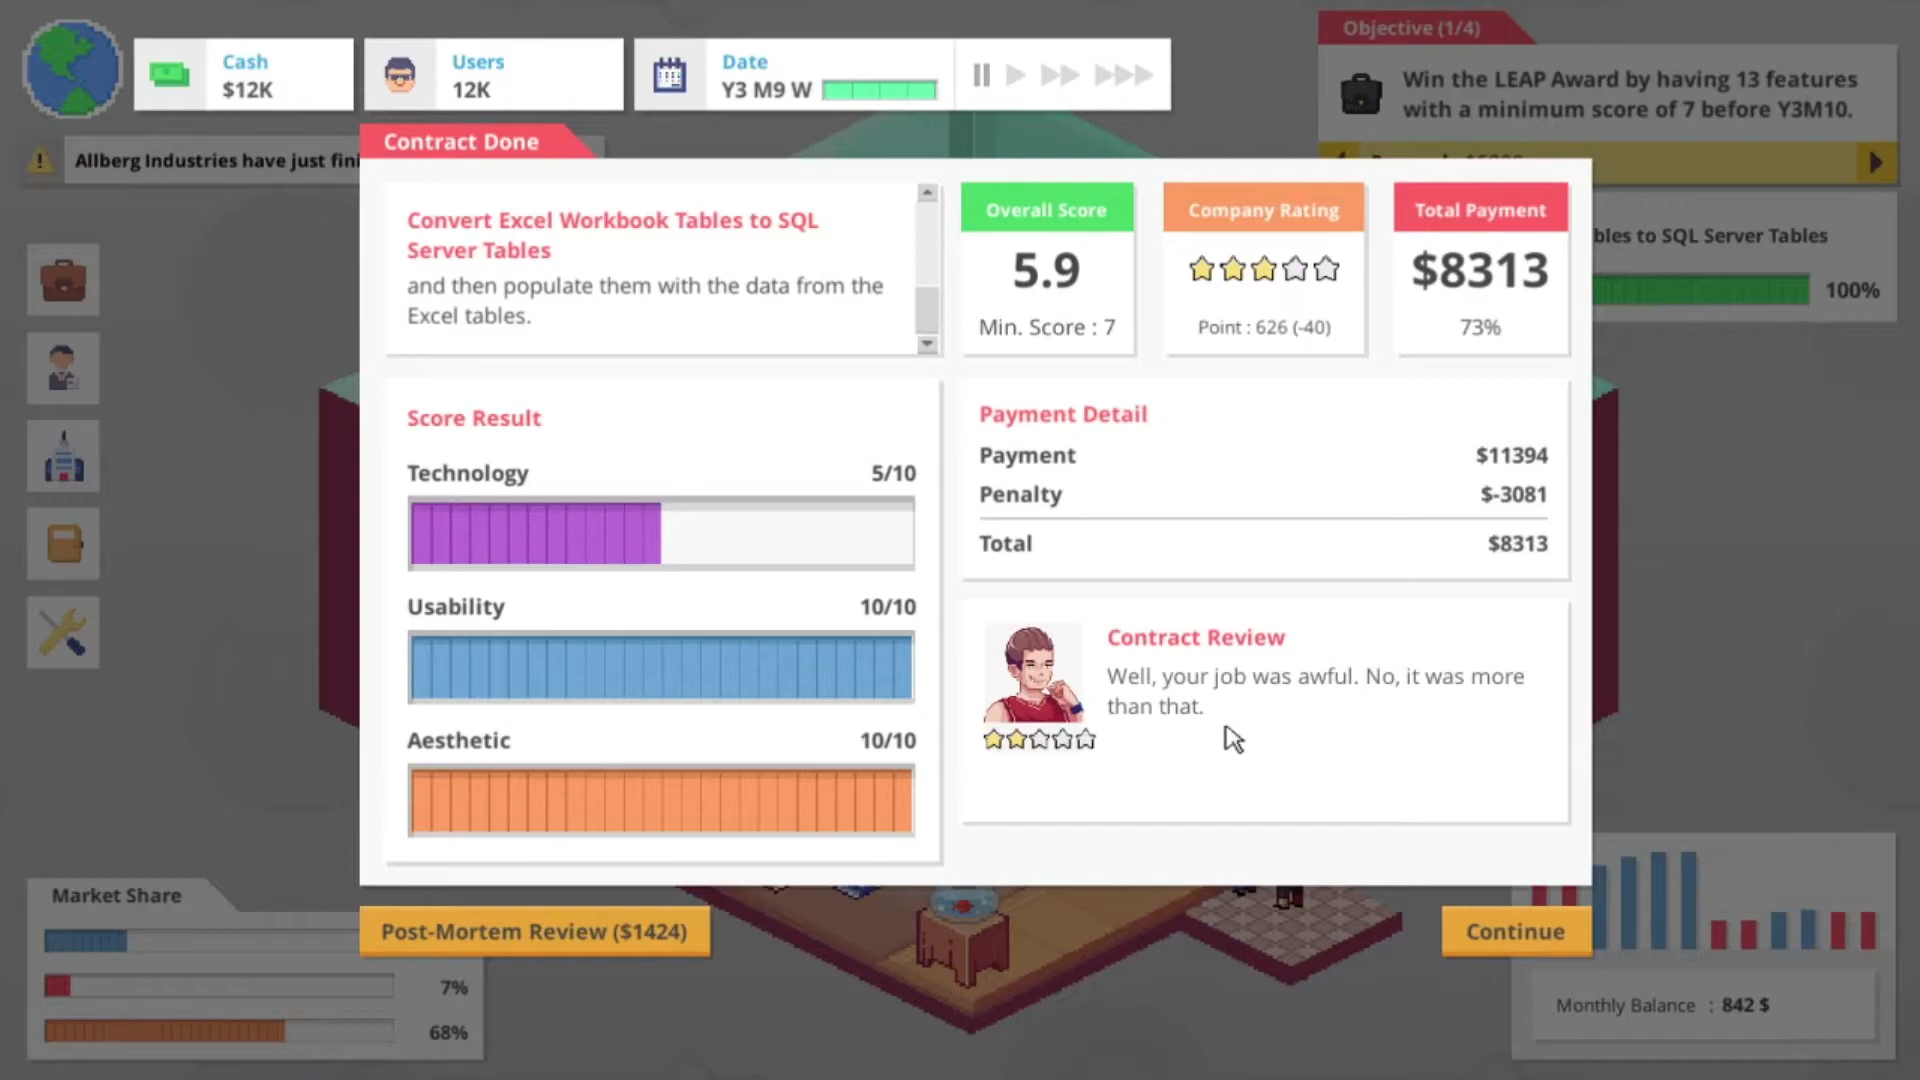 Cash
$12K
Users
12K
Date
Y3 M9 W
Objective (1/4)
Win the LEAP Award by having 13 features
with a minimum score of 7 before Y3M10.
Allberg Industries have just fini
Contract Done
Convert Excel Workbook Tables to SQL
Server Tables
and then populate them with the data from the
Excel tables.
Overall Score
5.9
Min. Score : 7
Company Rating
Point : 626 (-40)
Total Payment
$8313
73%
bles to SQL Server Tables
100%
Score Result
Technology
5/10
Usability
10/10
Aesthetic
10/10
Payment Detail
Payment
$11394
Penalty
$-3081
Total
$8313
Contract Review
Well, your job was awful. No, it was more
than that.
Market Share
7%
68%
Post-Mortem Review ($1424)
Continue
Monthly Balance : 842 $